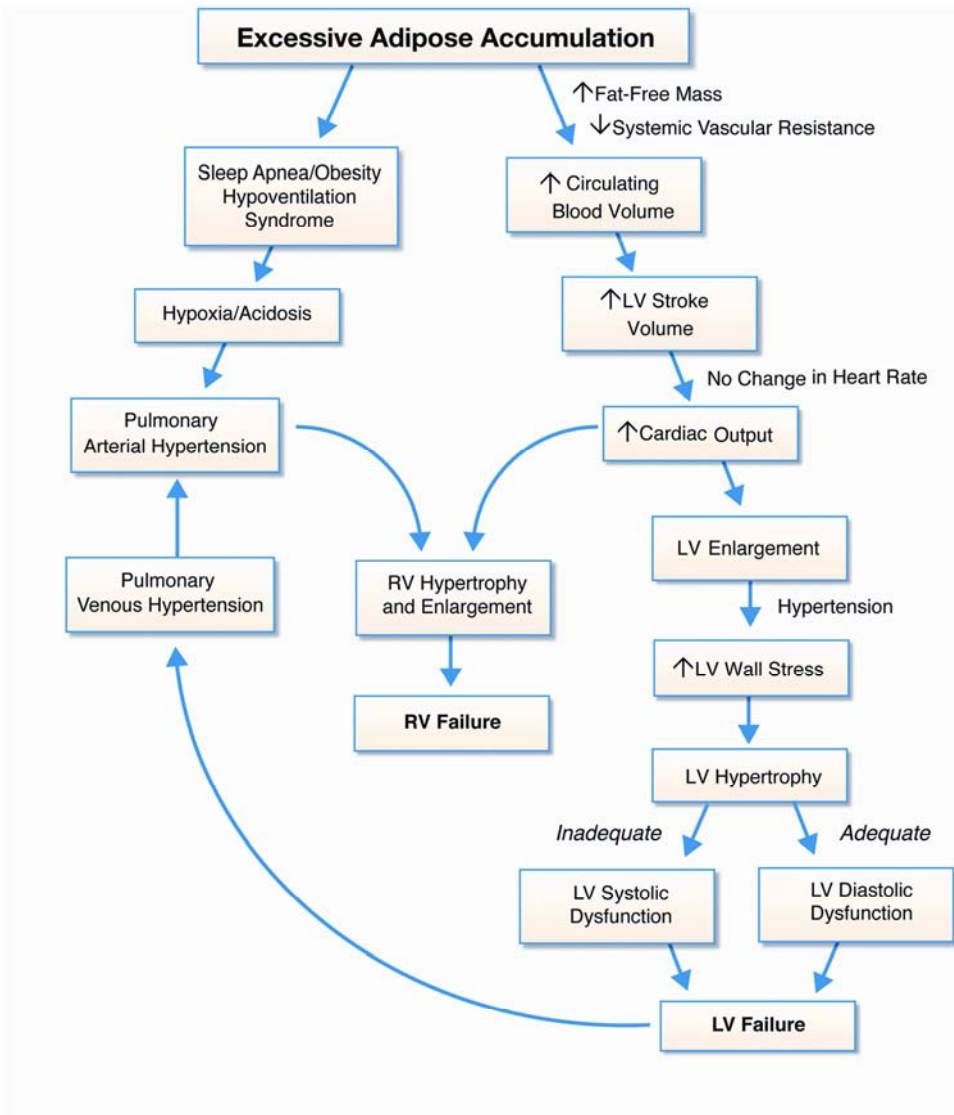 Excessive Adipose Accumulation
↑Fat-Free Mass
↓Systemic Vascular Resistance
Sleep Apnea/Obesity
Hypoventilation
Syndrome
↑ Circulating
Blood Volume
Hypoxia/Acidosis
↑LV Stroke
Volume
No Change in Heart Rate
Pulmonary
Arterial Hypertension
↑Cardiac Output
LV Enlargement
Pulmonary
Venous Hypertension
RV Hypertrophy
and Enlargement
Hypertension
↑LV Wall Stress
RV Failure
LV Hypertrophy
Inadequate
Adequate
LV Systolic
Dysfunction
LV Diastolic
Dysfunction
LV Failure